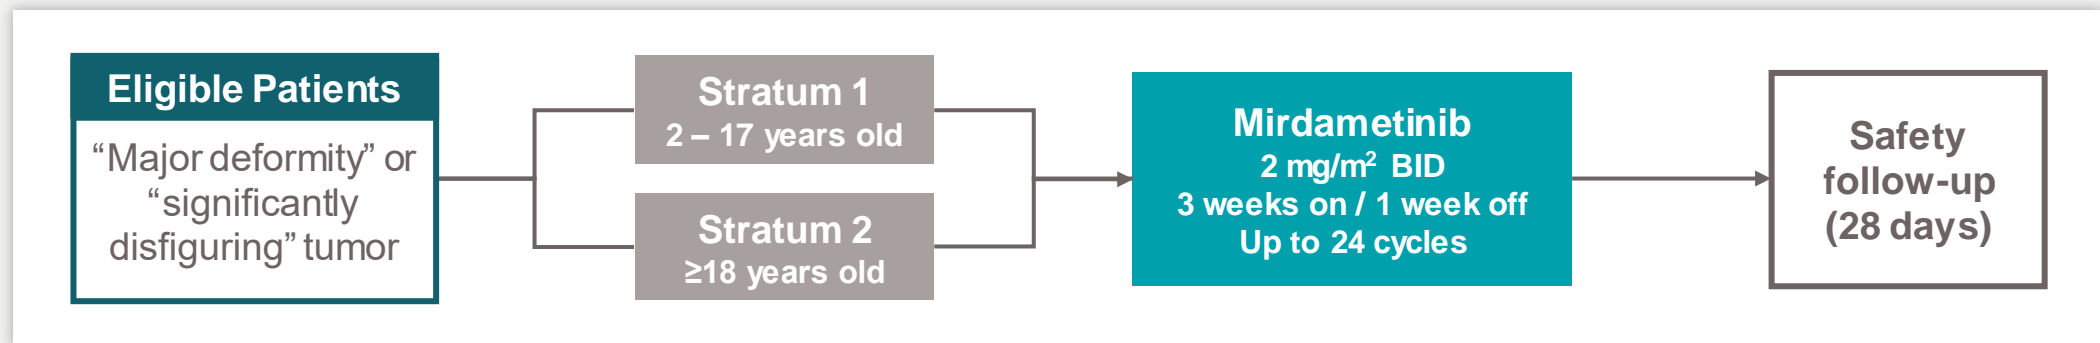 Eligible Patients
“Major deformity” or
“significantly
disfiguring” tumor
Stratum 1
2 – 17 years old
Stratum 2
≥18 years old
Mirdametinib
2 mg/m² BID
3 weeks on / 1 week off
Up to 24 cycles
Safety
follow-up
(28 days)